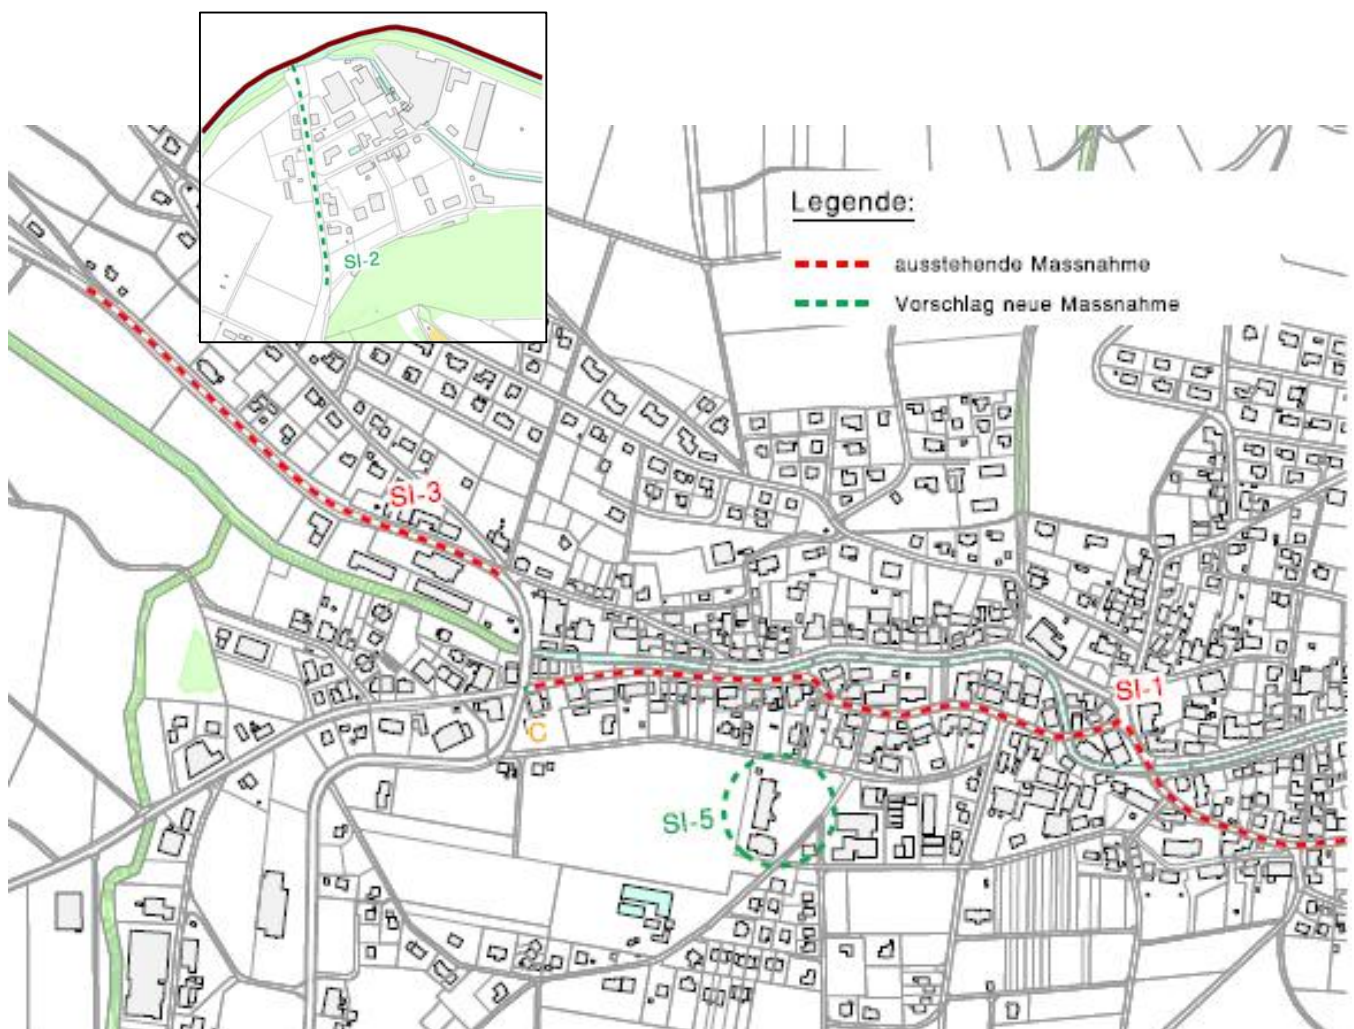 SI-2
Legende:
ausstehende Massnahme
Vorschlag neue Massnahme
SI-3
SI-1
C
SI-5